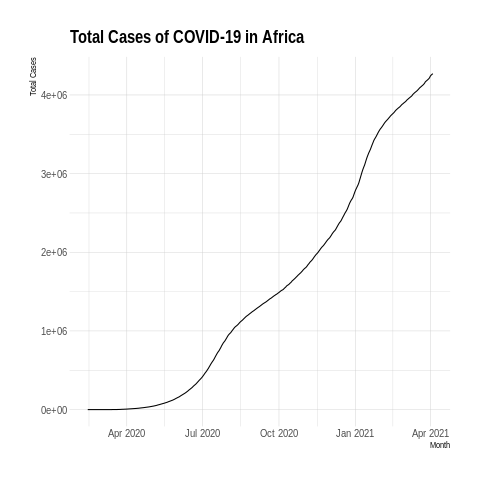 Total Cases of COVID-19 in Africa
Total Cases
4e+06
3e+06
2e+06
1e+06
0e+00
Apr 2020 Jul 2020 Oct 2020 Jan 2021 Apr 2021
Month